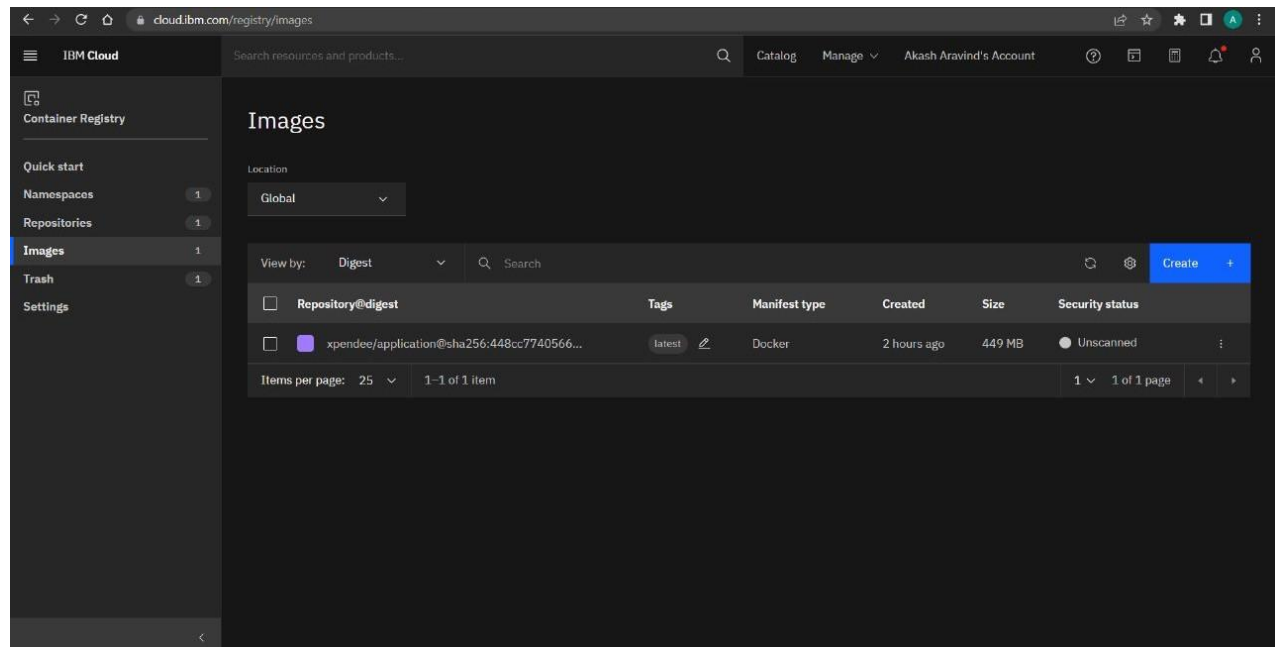 cloud.ibm.com/registry/images
A
IBM Cloud
Search resources and products...
Catalog
Manage
Akash Aravind's Account
Container Registry
Quick start
Namespaces 1
Repositories 1
Images 1
Trash 1
Settings
Images
Location
Global
View by: Digest
Search
Create +
Repository@digest Tags Manifest type Created Size Security status
xpendee/application@sha256:448cc7740566... latest Docker 2 hours ago 449 MB Unscanned
Items per page: 25 1–1 of 1 item 1 1 of 1 page